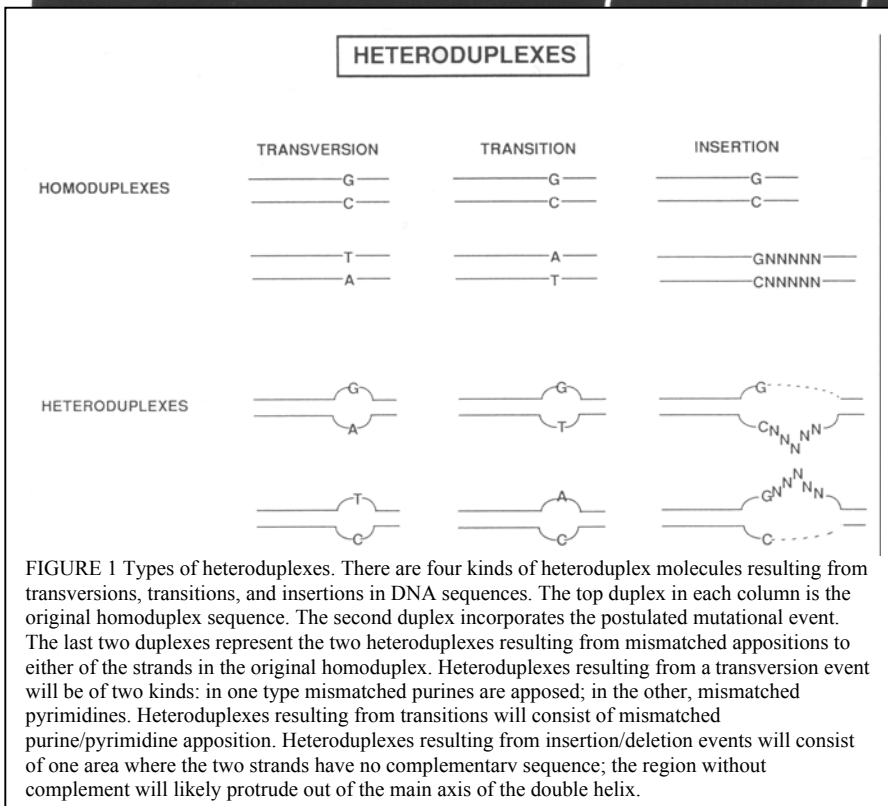 HETERODUPLEXES
TRANSVERSION TRANSITION INSERTION
HOMODUPLEXES
G G G
C C C
T A GNNNNN
A T CNNNNN
HETERODUPLEXES
G G G
A T CNNNNN
T A GNNNNN
C C C
FIGURE 1 Types of heteroduplexes. There are four kinds of heteroduplex molecules resulting from
transversions, transitions, and insertions in DNA sequences. The top duplex in each column is the
original homoduplex sequence. The second duplex incorporates the postulated mutational event.
The last two duplexes represent the two heteroduplexes resulting from mismatched appositions to
either of the strands in the original homoduplex. Heteroduplexes resulting from a transversion event
will be of two kinds: in one type mismatched purines are apposed; in the other, mismatched
pyrimidines. Heteroduplexes resulting from transitions will consist of mismatched
purine/pyrimidine apposition. Heteroduplexes resulting from insertion/deletion events will consist
of one area where the two strands have no complementary sequence; the region without
complement will likely protrude out of the main axis of the double helix.